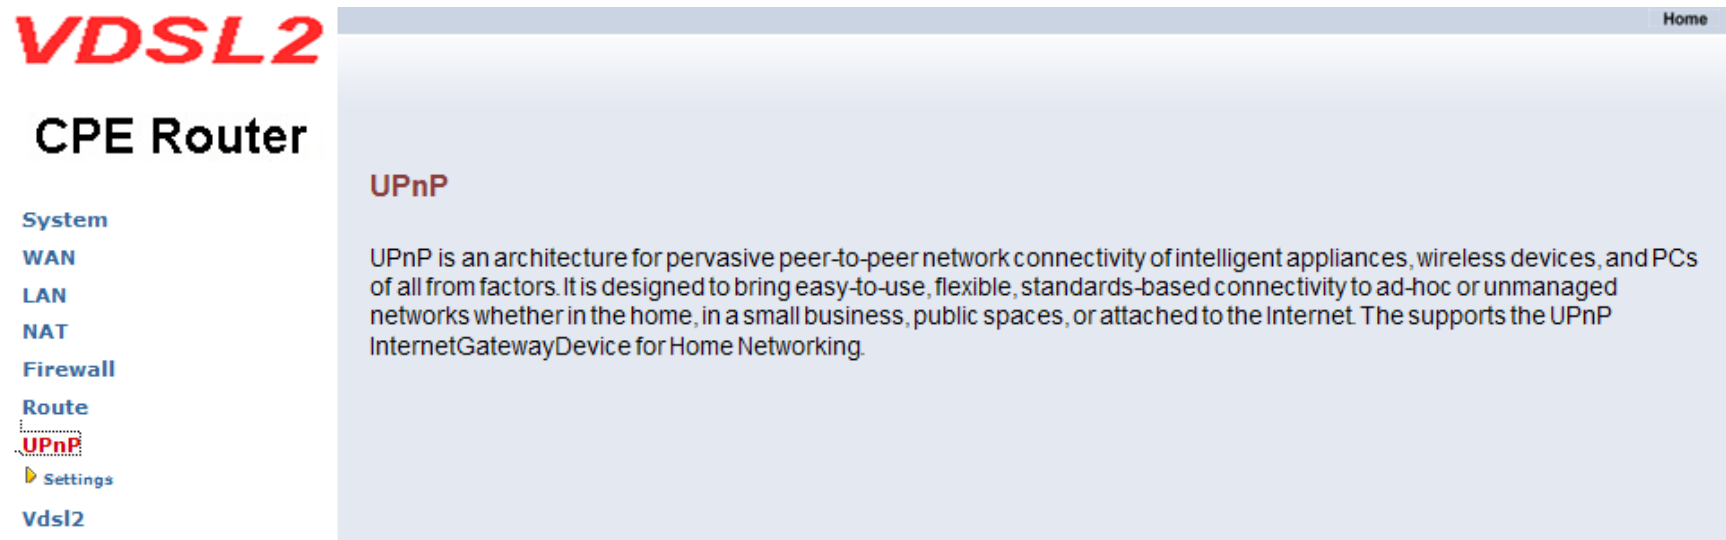 VDSL2
Home
CPE Router
System
WAN
LAN
NAT
Firewall
Route
UPnP
Settings
Vdsl2
UPnP
UPnP is an architecture for pervasive peer-to-peer network connectivity of intelligent appliances, wireless devices, and PCs
of all from factors. It is designed to bring easy-to-use, flexible, standards-based connectivity to ad-hoc or unmanaged
networks whether in the home, in a small business, public spaces, or attached to the Internet. The supports the UPnP
InternetGatewayDevice for Home Networking.